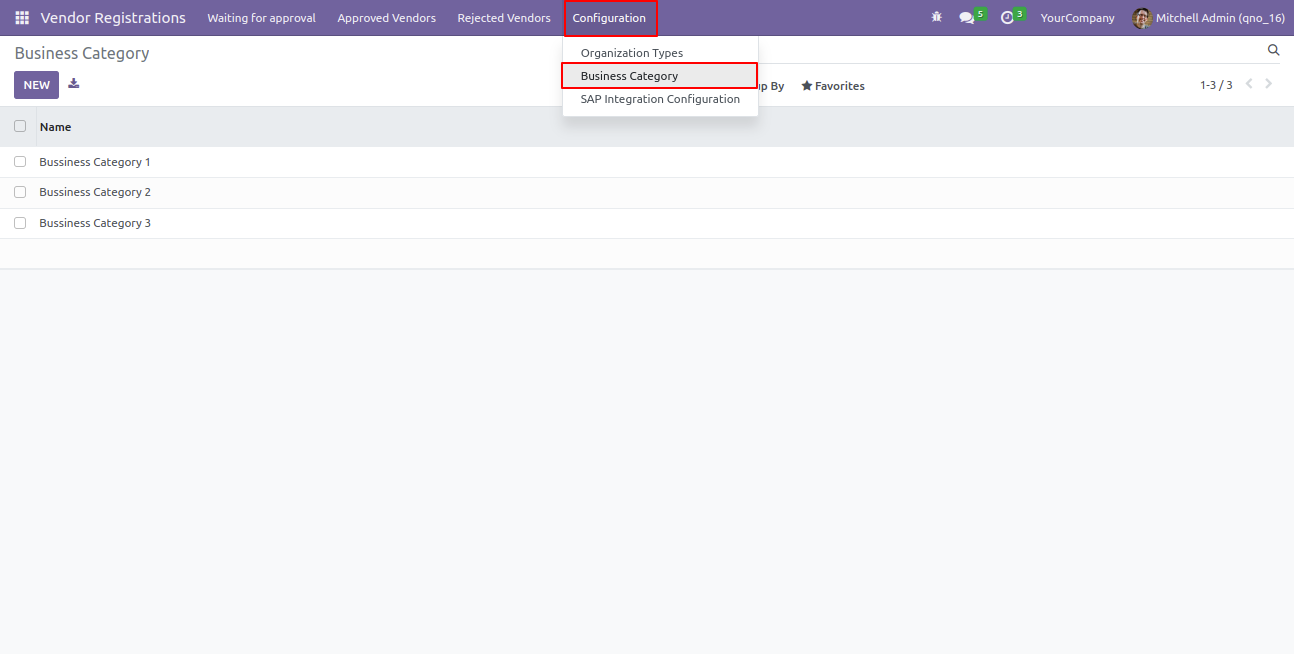 Vendor Registrations Waiting for approval Approved Vendors Rejected Vendors Configuration 5 3 YourCompany Mitchell Admin (qno_16)
Business Category
Organization Types
Business Category
SAP Integration Configuration
NEW
By Favorites 1-3 / 3
Name
Bussiness Category 1
Bussiness Category 2
Bussiness Category 3